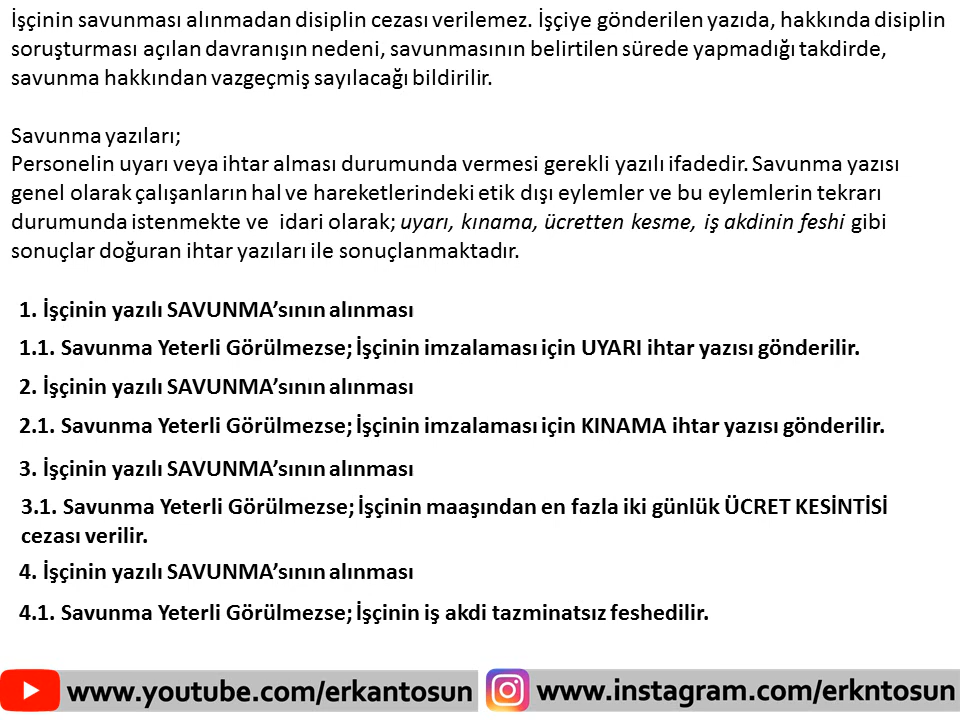 İşçinin savunması alınmadan disiplin cezası verilemez. İşçiye gönderilen yazıda, hakkında disiplin
soruşturması açılan davranışın nedeni, savunmasının belirtilen sürede yapmadığı takdirde,
savunma hakkından vazgeçmiş sayılacağı bildirilir.
Savunma yazıları;
Personelin uyarı veya ihtar alması durumunda vermesi gerekli yazılı ifadedir. Savunma yazısı
genel olarak çalışanların hal ve hareketlerindeki etik dışı eylemler ve bu eylemlerin tekrarı
durumunda istenmekte ve  idari olarak; uyarı, kınama, ücretten kesme, iş akdinin feshi gibi
sonuçlar doğuran ihtar yazıları ile sonuçlanmaktadır.
1. İşçinin yazılı SAVUNMA’sının alınması
1.1. Savunma Yeterli Görülmezse; İşçinin imzalaması için UYARI ihtar yazısı gönderilir.
2. İşçinin yazılı SAVUNMA’sının alınması
2.1. Savunma Yeterli Görülmezse; İşçinin imzalaması için KINAMA ihtar yazısı gönderilir.
3. İşçinin yazılı SAVUNMA’sının alınması
3.1. Savunma Yeterli Görülmezse; İşçinin maaşından en fazla iki günlük ÜCRET KESİNTİSİ
cezası verilir.
4. İşçinin yazılı SAVUNMA’sının alınması
4.1. Savunma Yeterli Görülmezse; İşçinin iş akdi tazminatsız feshedilir.
www.youtube.com/erkantosun www.instagram.com/erkntosun